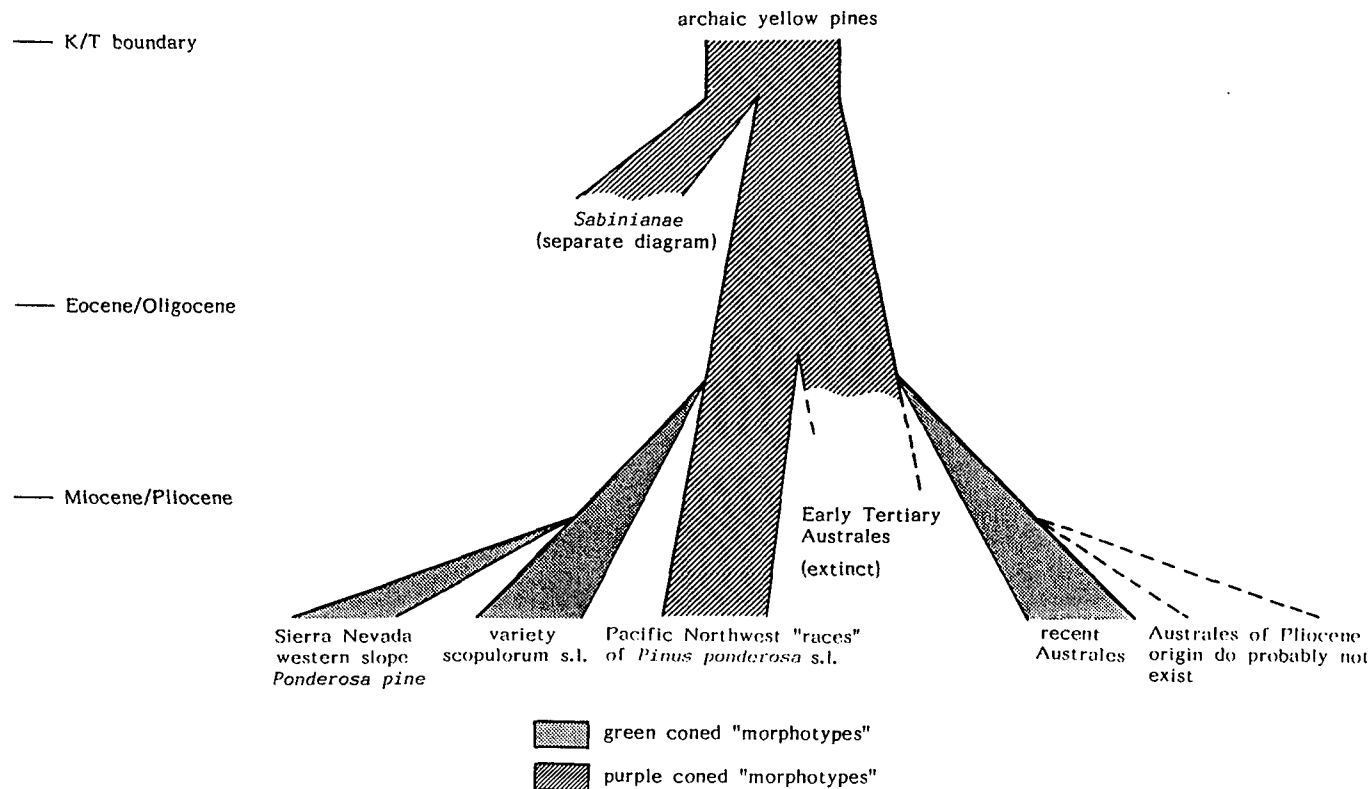 archaic yellow pines
K/T boundary
Sabinianae
(separate diagram)
Eocene/Oligocene
Miocene/Pliocene
Early Tertiary
Australes
(extinct)
Sierra Nevada
western slope
Ponderosa pine
variety
scopulorum s.l.
Pacific Northwest "races"
of Pinus ponderosa s.l.
recent
Australes
Australes of Pliocene
origin do probably not
exist
green coned "morphotypes"
purple coned "morphotypes"